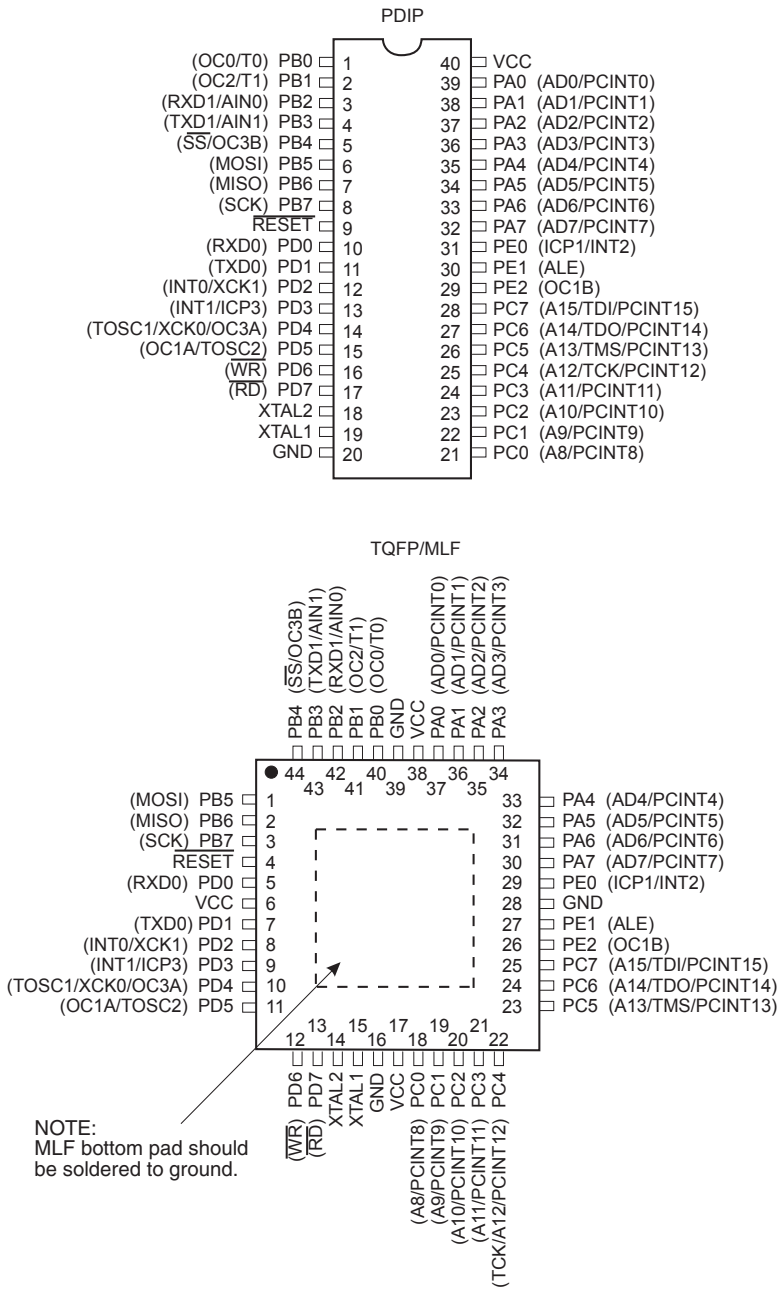 PDIP
(OC0/T0) PB0 1 40 VCC
(OC2/T1) PB1 2 39 PA0 (AD0/PCINT0)
(RXD1/AIN0) PB2 3 38 PA1 (AD1/PCINT1)
(TXD1/AIN1) PB3 4 37 PA2 (AD2/PCINT2)
(SS/OC3B) PB4 5 36 PA3 (AD3/PCINT3)
(MOSI) PB5 6 35 PA4 (AD4/PCINT4)
(MISO) PB6 7 34 PA5 (AD5/PCINT5)
(SCK) PB7 8 33 PA6 (AD6/PCINT6)
RESET 9 32 PA7 (AD7/PCINT7)
(RXD0) PD0 10 31 PE0 (ICP1/INT2)
(TXD0) PD1 11 30 PE1 (ALE)
(INT0/XCK1) PD2 12 29 PE2 (OC1B)
(INT1/ICP3) PD3 13 28 PC7 (A15/TDI/PCINT15)
(TOSC1/XCK0/OC3A) PD4 14 27 PC6 (A14/TDO/PCINT14)
(OC1A/TOSC2) PD5 15 26 PC5 (A13/TMS/PCINT13)
(WR) PD6 16 25 PC4 (A12/TCK/PCINT12)
(RD) PD7 17 24 PC3 (A11/PCINT11)
XTAL2 18 23 PC2 (A10/PCINT10)
XTAL1 19 22 PC1 (A9/PCINT9)
GND 20 21 PC0 (A8/PCINT8)
TQFP/MLF
PB4 (SS/OC3B)
PB3 (TXD1/AIN1)
PB2 (RXD1/AIN0)
PB1 (OC2/T1)
PB0 (OC0/T0)
GND
VCC
PA0 (AD0/PCINT0)
PA1 (AD1/PCINT1)
PA2 (AD2/PCINT2)
PA3 (AD3/PCINT3)
44 42 40 38 36 34
43 41 39 37 35
(MOSI) PB5 1 33 PA4 (AD4/PCINT4)
(MISO) PB6 2 32 PA5 (AD5/PCINT5)
(SCK) PB7 3 31 PA6 (AD6/PCINT6)
RESET 4 30 PA7 (AD7/PCINT7)
(RXD0) PD0 5 29 PE0 (ICP1/INT2)
VCC 6 28 GND
(TXD0) PD1 7 27 PE1 (ALE)
(INT0/XCK1) PD2 8 26 PE2 (OC1B)
(INT1/ICP3) PD3 9 25 PC7 (A15/TDI/PCINT15)
(TOSC1/XCK0/OC3A) PD4 10 24 PC6 (A14/TDO/PCINT14)
(OC1A/TOSC2) PD5 11 23 PC5 (A13/TMS/PCINT13)
13 15 17 19 21
12 14 16 18 20 22
(WR) PD6
(RD) PD7
XTAL2
XTAL1
GND
VCC
(A8/PCINT8) PC0
(A9/PCINT9) PC1
(A10/PCINT10) PC2
(A11/PCINT11) PC3
(TCK/A12/PCINT12) PC4
NOTE:
MLF bottom pad should
be soldered to ground.